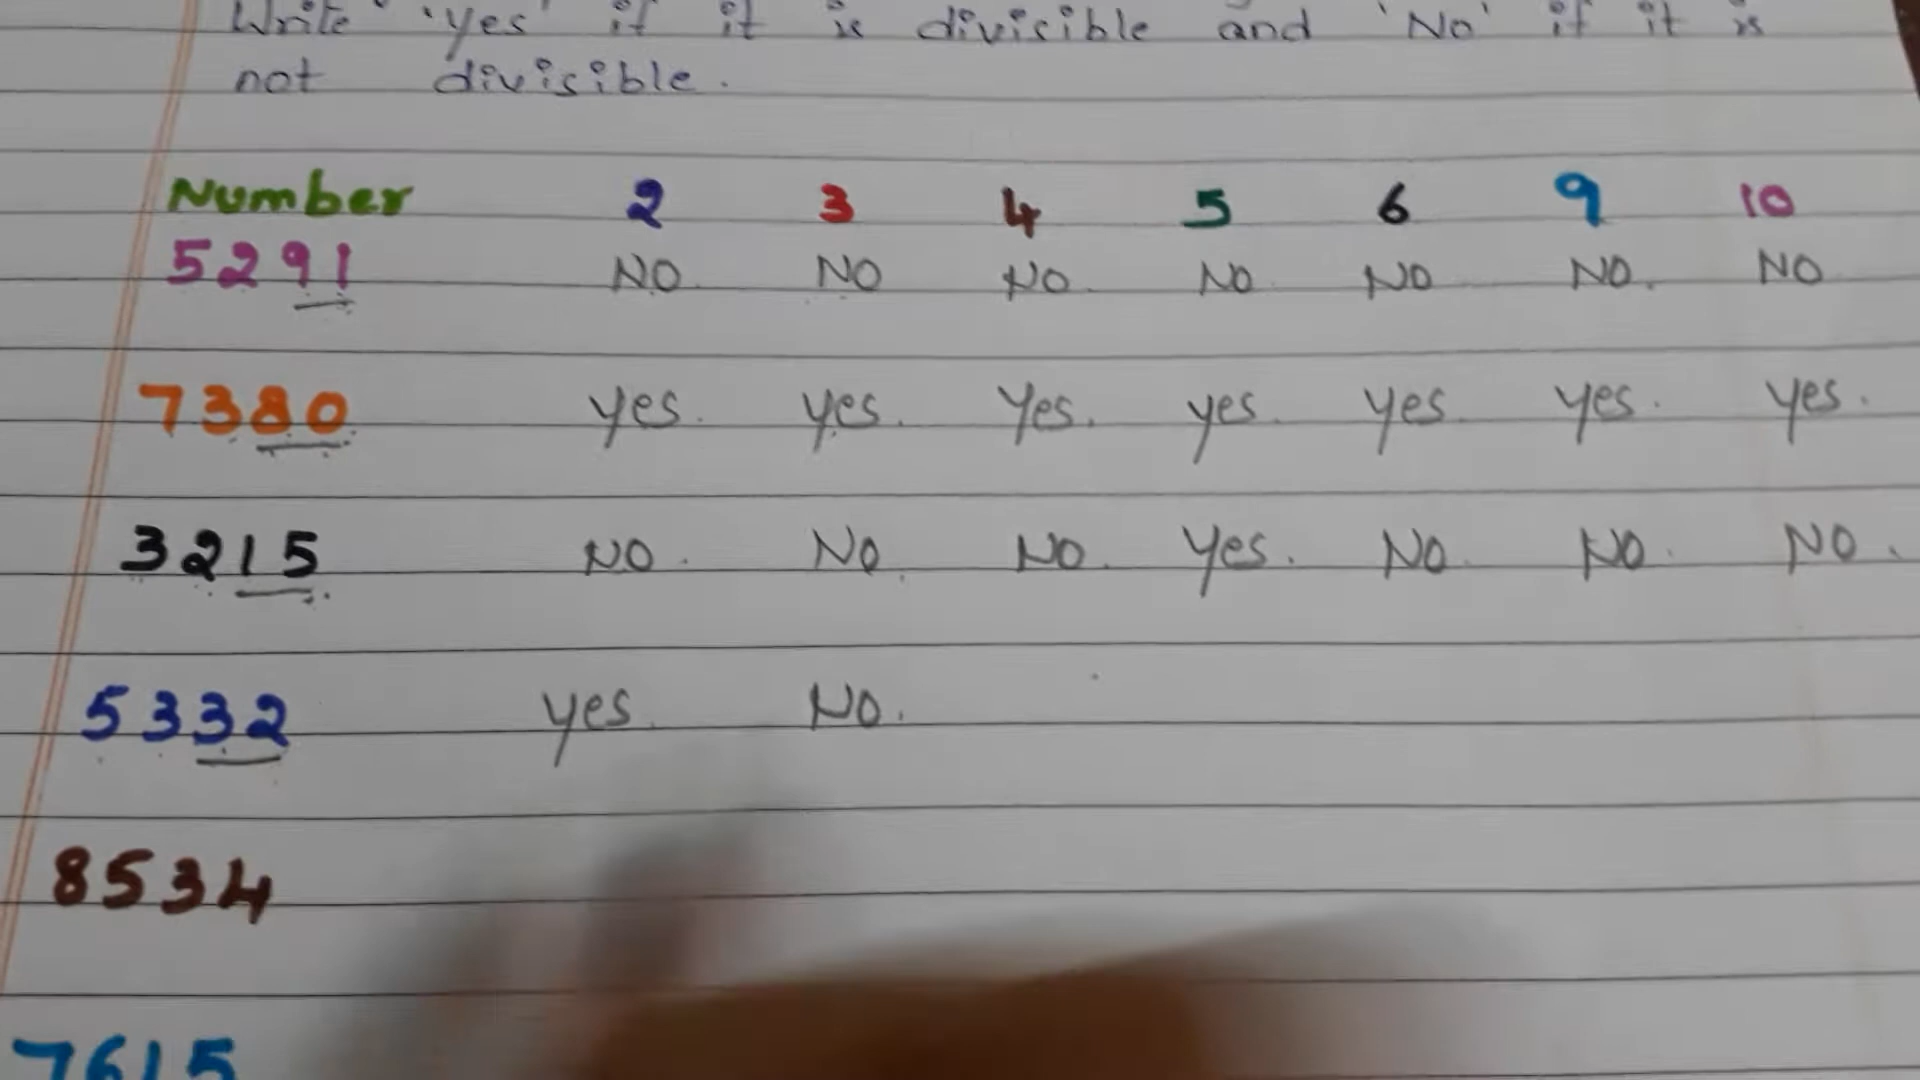 Write 'yes' if it is divisible and 'No' if it is
not divisible.
Number 2 3 4 5 6 9 10
5291 NO. NO NO. NO NO NO. NO
7380 yes. yes. yes. yes. yes yes. yes.
3215 NO. NO. NO. yes. NO. NO. NO.
5332 yes. NO.
8534
7615